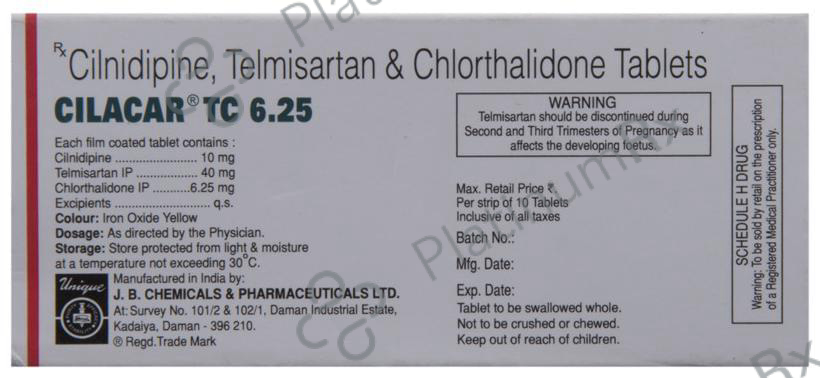 Rx Cilnidipine, Telmisartan & Chlorthalidone Tablets
CILACAR® TC 6.25
Each film coated tablet contains :
Cilnidipine ........................ 10 mg
Telmisartan IP .................... 40 mg
Chlorthalidone IP ...........6.25 mg
Excipients ............................ q.s.
Colour: Iron Oxide Yellow
Dosage: As directed by the Physician.
Storage: Store protected from light & moisture
at a temperature not exceeding 30°C.
Unique
Manufactured in India by:
J. B. CHEMICALS & PHARMACEUTICALS LTD.
At: Survey No. 101/2 & 102/1, Daman Industrial Estate,
Kadaiya, Daman - 396 210.
® Regd.Trade Mark
WARNING
Telmisartan should be discontinued during
Second and Third Trimesters of Pregnancy as it
affects the developing foetus.
Max. Retail Price ₹.
Per strip of 10 Tablets
Inclusive of all taxes
Batch No.:
Mfg. Date:
Exp. Date:
Tablet to be swallowed whole.
Not to be crushed or chewed.
Keep out of reach of children.
SCHEDULE H DRUG
Warning: To be sold by retail on the prescription
of a Registered Medical Practitioner only.
PlatinumRx